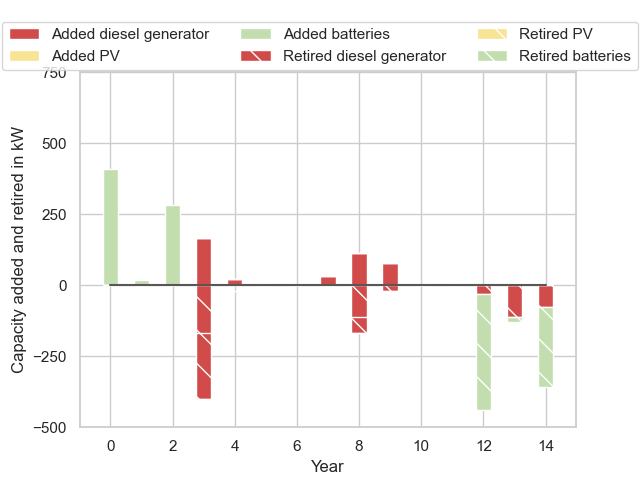 Added diesel generator Added batteries Retired PV
Added PV Retired diesel generator Retired batteries
750
500
250
0
−250
−500
Capacity added and retired in kW
0 2 4 6 8 10 12 14
Year